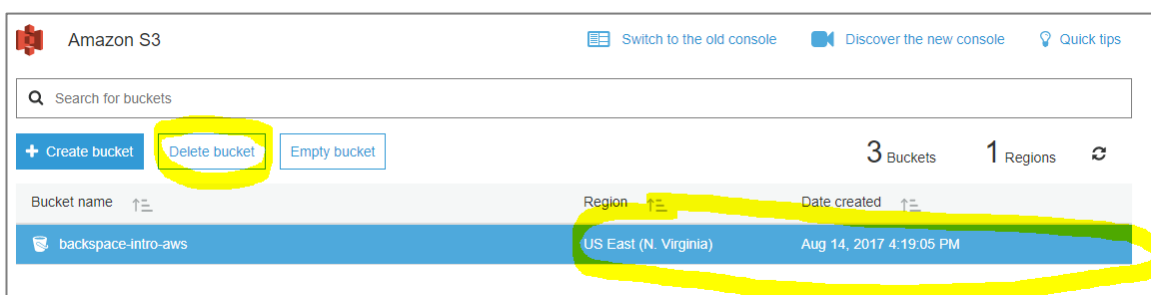 Amazon S3 Switch to the old console Discover the new console Quick tips
Search for buckets
+ Create bucket Delete bucket Empty bucket 3 Buckets 1 Regions
Bucket name Region Date created
backspace-intro-aws US East (N. Virginia) Aug 14, 2017 4:19:05 PM